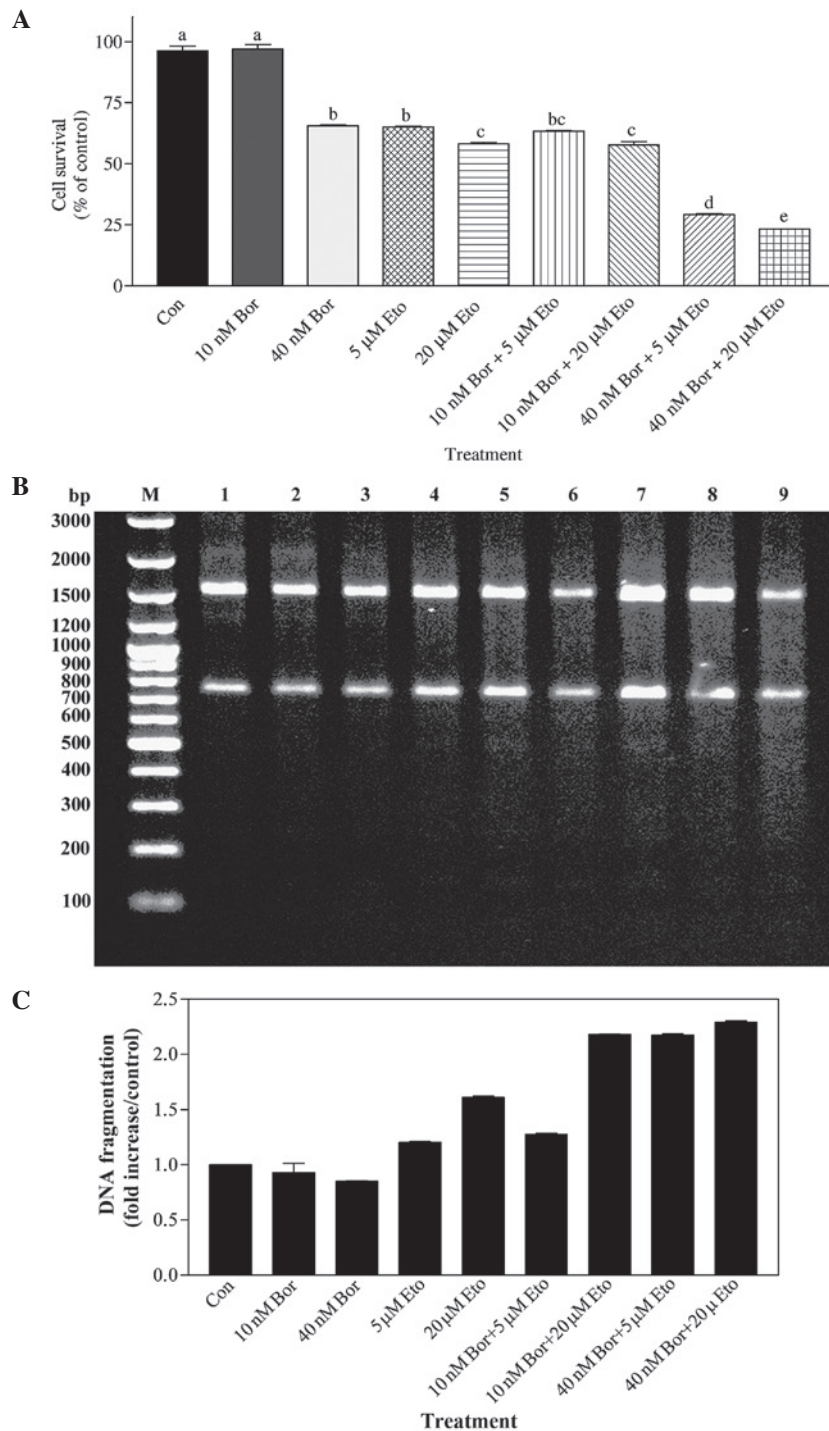 A
Cell survival
(% of control)
100
75
50
25
0
a
a
b
b
c
bc
c
d
e
Con
10 nM Bor
40 nM Bor
5 µM Eto
20 µM Eto
10 nM Bor + 5 µM Eto
10 nM Bor + 20 µM Eto
40 nM Bor + 5 µM Eto
40 nM Bor + 20 µM Eto
Treatment
B
bp M 1 2 3 4 5 6 7 8 9
3000
2000
1500
1200
1000
900
800
700
600
500
400
300
200
100
C
DNA fragmentation
(fold increase/control)
2.5
2.0
1.5
1.0
0.5
0.0
Con
10 nM Bor
40 nM Bor
5 µM Eto
20 µM Eto
10 nM Bor+5 µM Eto
10 nM Bor+20 µM Eto
40 nM Bor+5 µM Eto
40 nM Bor+20 µ Eto
Treatment